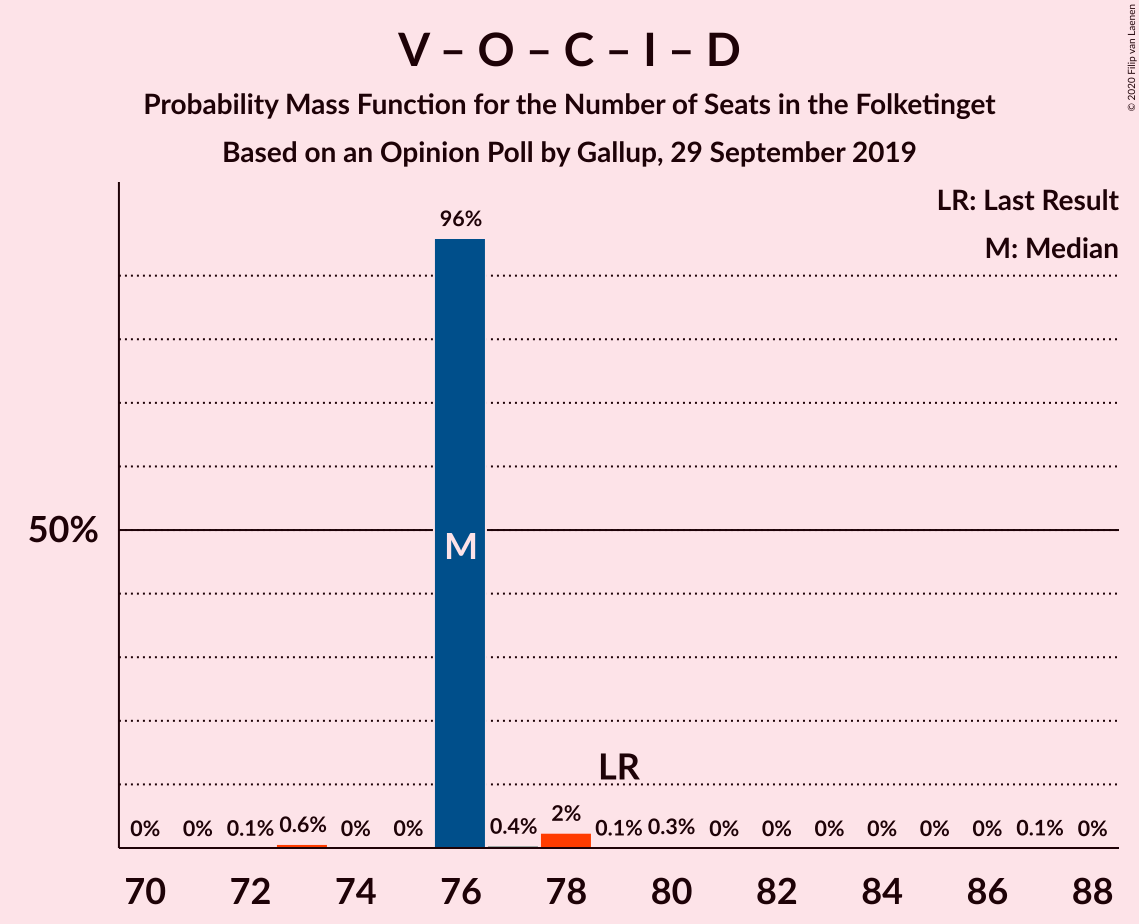 V – O – C – I – D
Probability Mass Function for the Number of Seats in the Folketinget
Based on an Opinion Poll by Gallup, 29 September 2019
© 2020 Filip van Laenen
LR: Last Result
M: Median
96%
50%
M
LR
0% 0% 0.1% 0.6% 0% 0% 0.4% 2% 0.1% 0.3% 0% 0% 0% 0% 0% 0% 0.1% 0%
70 72 74 76 78 80 82 84 86 88